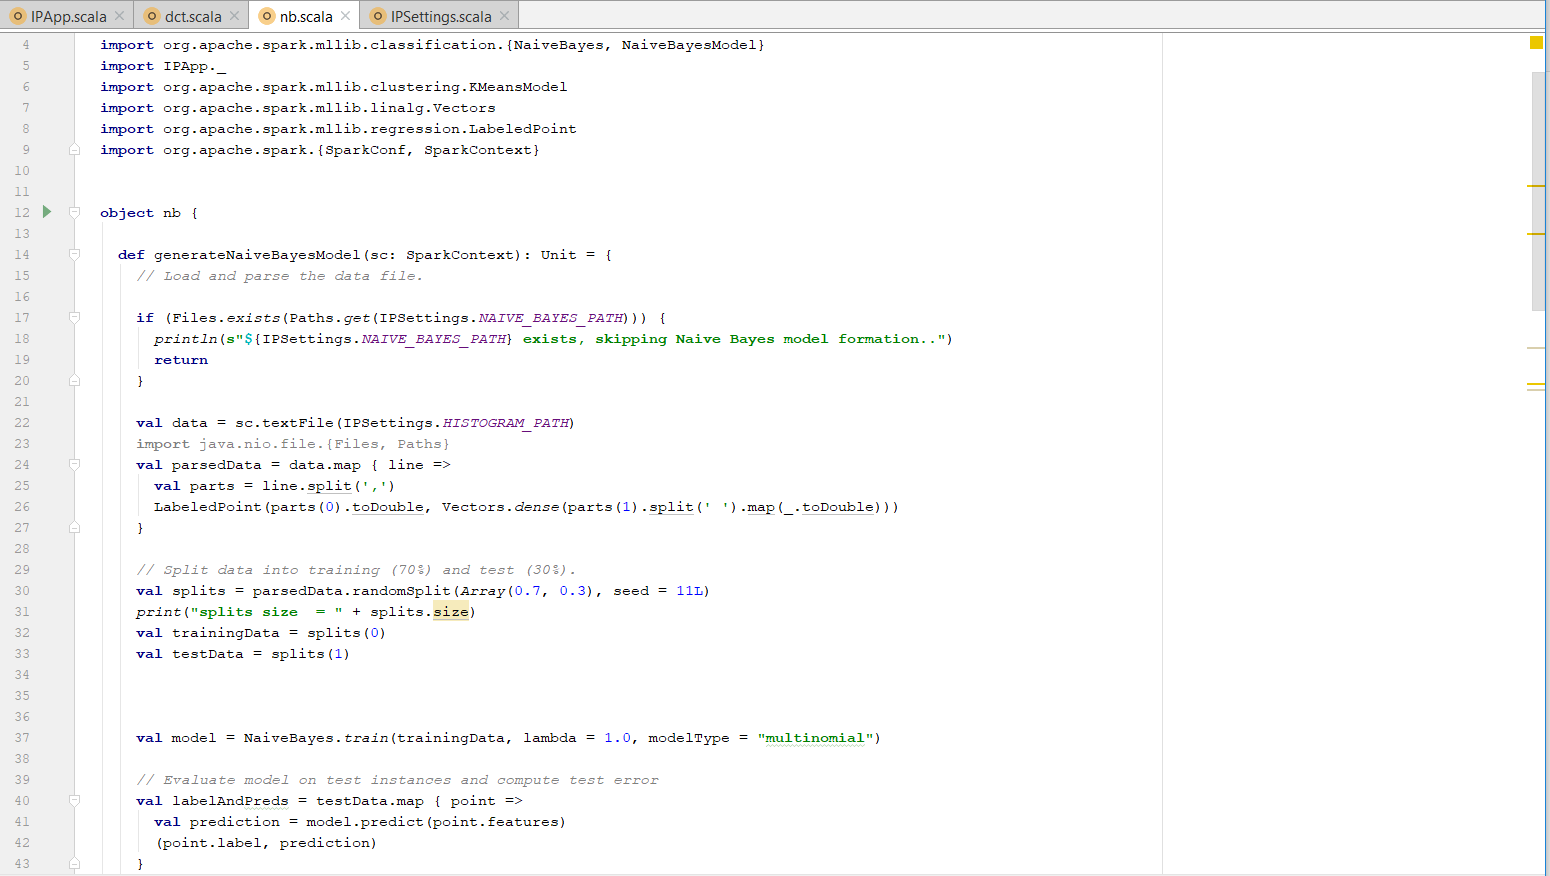 IPApp.scala × dct.scala × nb.scala × IPSettings.scala ×
4 import org.apache.spark.mllib.classification.{NaiveBayes, NaiveBayesModel}
5 import IPApp._
6 import org.apache.spark.mllib.clustering.KMeansModel
7 import org.apache.spark.mllib.linalg.Vectors
8 import org.apache.spark.mllib.regression.LabeledPoint
9 import org.apache.spark.{SparkConf, SparkContext}
10
11
12 object nb {
13
14 def generateNaiveBayesModel(sc: SparkContext): Unit = {
15 // Load and parse the data file.
16
17 if (Files.exists(Paths.get(IPSettings.NAIVE_BAYES_PATH))) {
18 println(s"${IPSettings.NAIVE_BAYES_PATH} exists, skipping Naive Bayes model formation..")
19 return
20 }
21
22 val data = sc.textFile(IPSettings.HISTOGRAM_PATH)
23 import java.nio.file.{Files, Paths}
24 val parsedData = data.map { line =>
25 val parts = line.split(',')
26 LabeledPoint(parts(0).toDouble, Vectors.dense(parts(1).split(' ').map(_.toDouble)))
27 }
28
29 // Split data into training (70%) and test (30%).
30 val splits = parsedData.randomSplit(Array(0.7, 0.3), seed = 11L)
31 print("splits size  = " + splits.size)
32 val trainingData = splits(0)
33 val testData = splits(1)
34
35
36
37 val model = NaiveBayes.train(trainingData, lambda = 1.0, modelType = "multinomial")
38
39 // Evaluate model on test instances and compute test error
40 val labelAndPreds = testData.map { point =>
41 val prediction = model.predict(point.features)
42 (point.label, prediction)
43 }